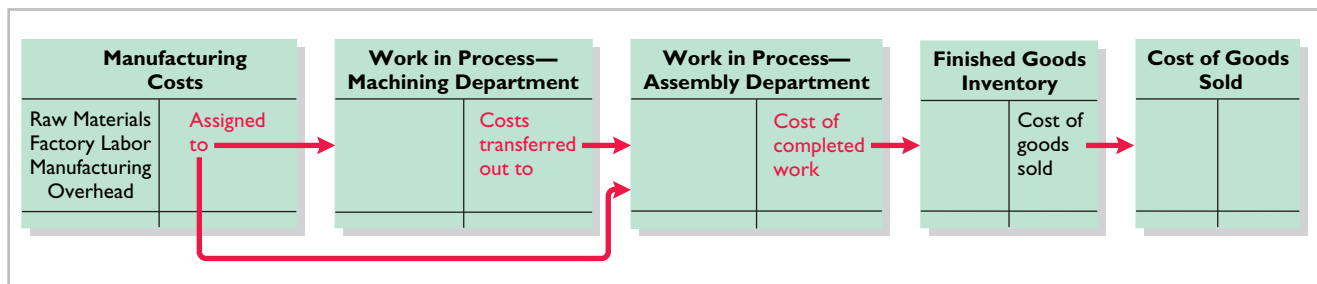 Manufacturing
Costs
Raw Materials
Factory Labor
Manufacturing
Overhead
Assigned
to
Work in Process—
Machining Department
Costs
transferred
out to
Work in Process—
Assembly Department
Cost of
completed
work
Finished Goods
Inventory
Cost of
goods
sold
Cost of Goods
Sold